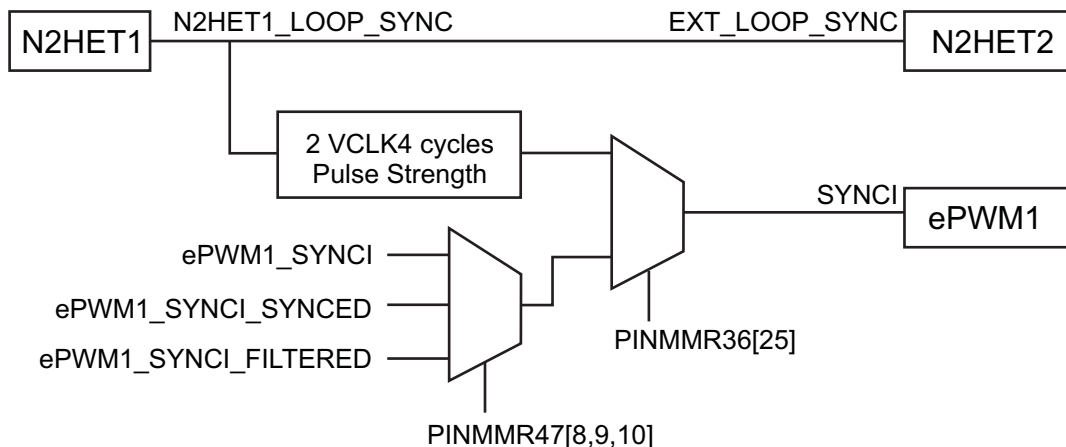 N2HET1
N2HET1_LOOP_SYNC
EXT_LOOP_SYNC
N2HET2
2 VCLK4 cycles
Pulse Strength
SYNCI
ePWM1
ePWM1_SYNCI
ePWM1_SYNCI_SYNCED
ePWM1_SYNCI_FILTERED
PINMMR36[25]
PINMMR47[8,9,10]